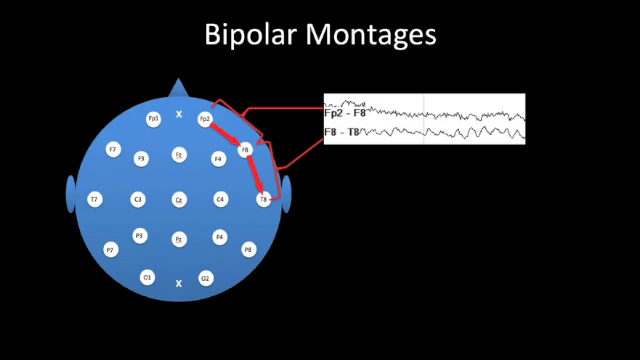 Bipolar Montages
X
Fp1
Fp2
F7
F3
Fz
F4
F8
T7
C3
Cz
C4
T8
P7
P3
Pz
P4
P8
O1
X
O2
Fp2 - F8
F8 - T8